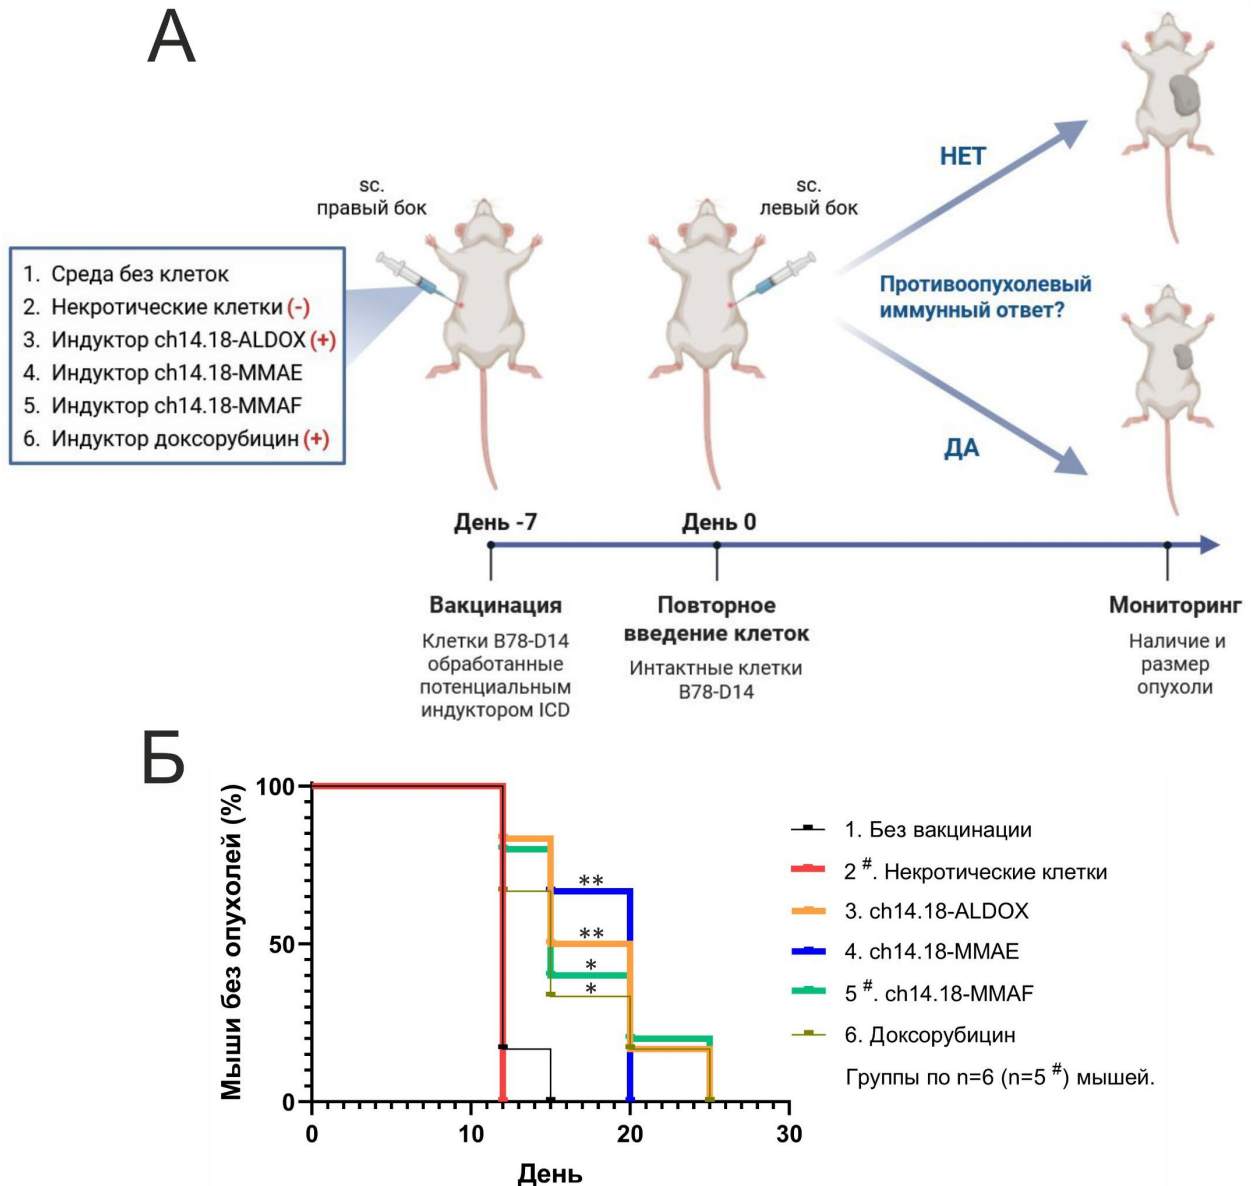 А
sc.
правый бок
sc.
левый бок
1. Среда без клеток
2. Некротические клетки (-)
3. Индуктор ch14.18-ALDOX (+)
4. Индуктор ch14.18-MMAE
5. Индуктор ch14.18-MMAF
6. Индуктор доксорубицин (+)
НЕТ
Противоопухолевый
иммунный ответ?
ДА
День -7
День 0
Вакцинация
Клетки B78-D14
обработанные
потенциальным
индуктором ICD
Повторное
введение клеток
Интактные клетки
B78-D14
Мониторинг
Наличие и
размер
опухоли
Б
Мыши без опухолей (%)
100
50
0
0 10 20 30
День
**
**
*
*
1. Без вакцинации
2 #. Некротические клетки
3. ch14.18-ALDOX
4. ch14.18-MMAE
5 #. ch14.18-MMAF
6. Доксорубицин
Группы по n=6 (n=5 #) мышей.